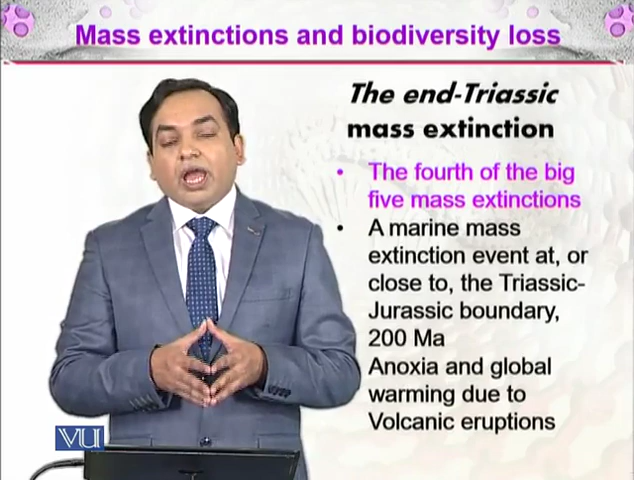 Mass extinctions and biodiversity loss
The end-Triassic
mass extinction
• The fourth of the big
five mass extinctions
• A marine mass
extinction event at, or
close to, the Triassic-
Jurassic boundary,
200 Ma
Anoxia and global
warming due to
Volcanic eruptions
VU